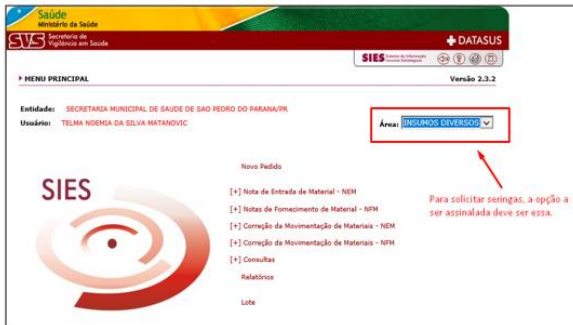 Saúde
Ministério da Saúde
SVS Secretaria de
Vigilância em Saúde
DATASUS
SIES Sistema de Informação
Insumos Estratégicos
MENU PRINCIPAL
Versão 2.3.2
Entidade: SECRETARIA MUNICIPAL DE SAUDE DE SAO PEDRO DO PARANA/PR
Usuário: TELMA NOEMIA DA SILVA MATANOVIC
Área: INSUMOS DIVERSOS
Novo Pedido
SIES
[+] Nota de Entrada de Material - NEM
[+] Notas de Fornecimento de Material - NFM
[+] Correção da Movimentação de Materiais - NEM
[+] Correção da Movimentação de Materiais - NFM
[+] Consultas
Relatórios
Lote
Para solicitar seringas, a opção a
ser assinalada deve ser essa.